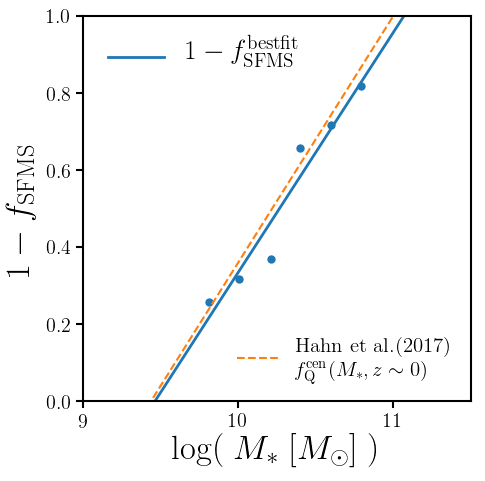 1.0
0.8
0.6
0.4
0.2
0.0
1 − f_SFMS
1 − f_SFMS^bestfit
Hahn et al.(2017)
f_Q^cen(M_*, z ∼ 0)
9
10
11
log( M_* [M_⊙] )